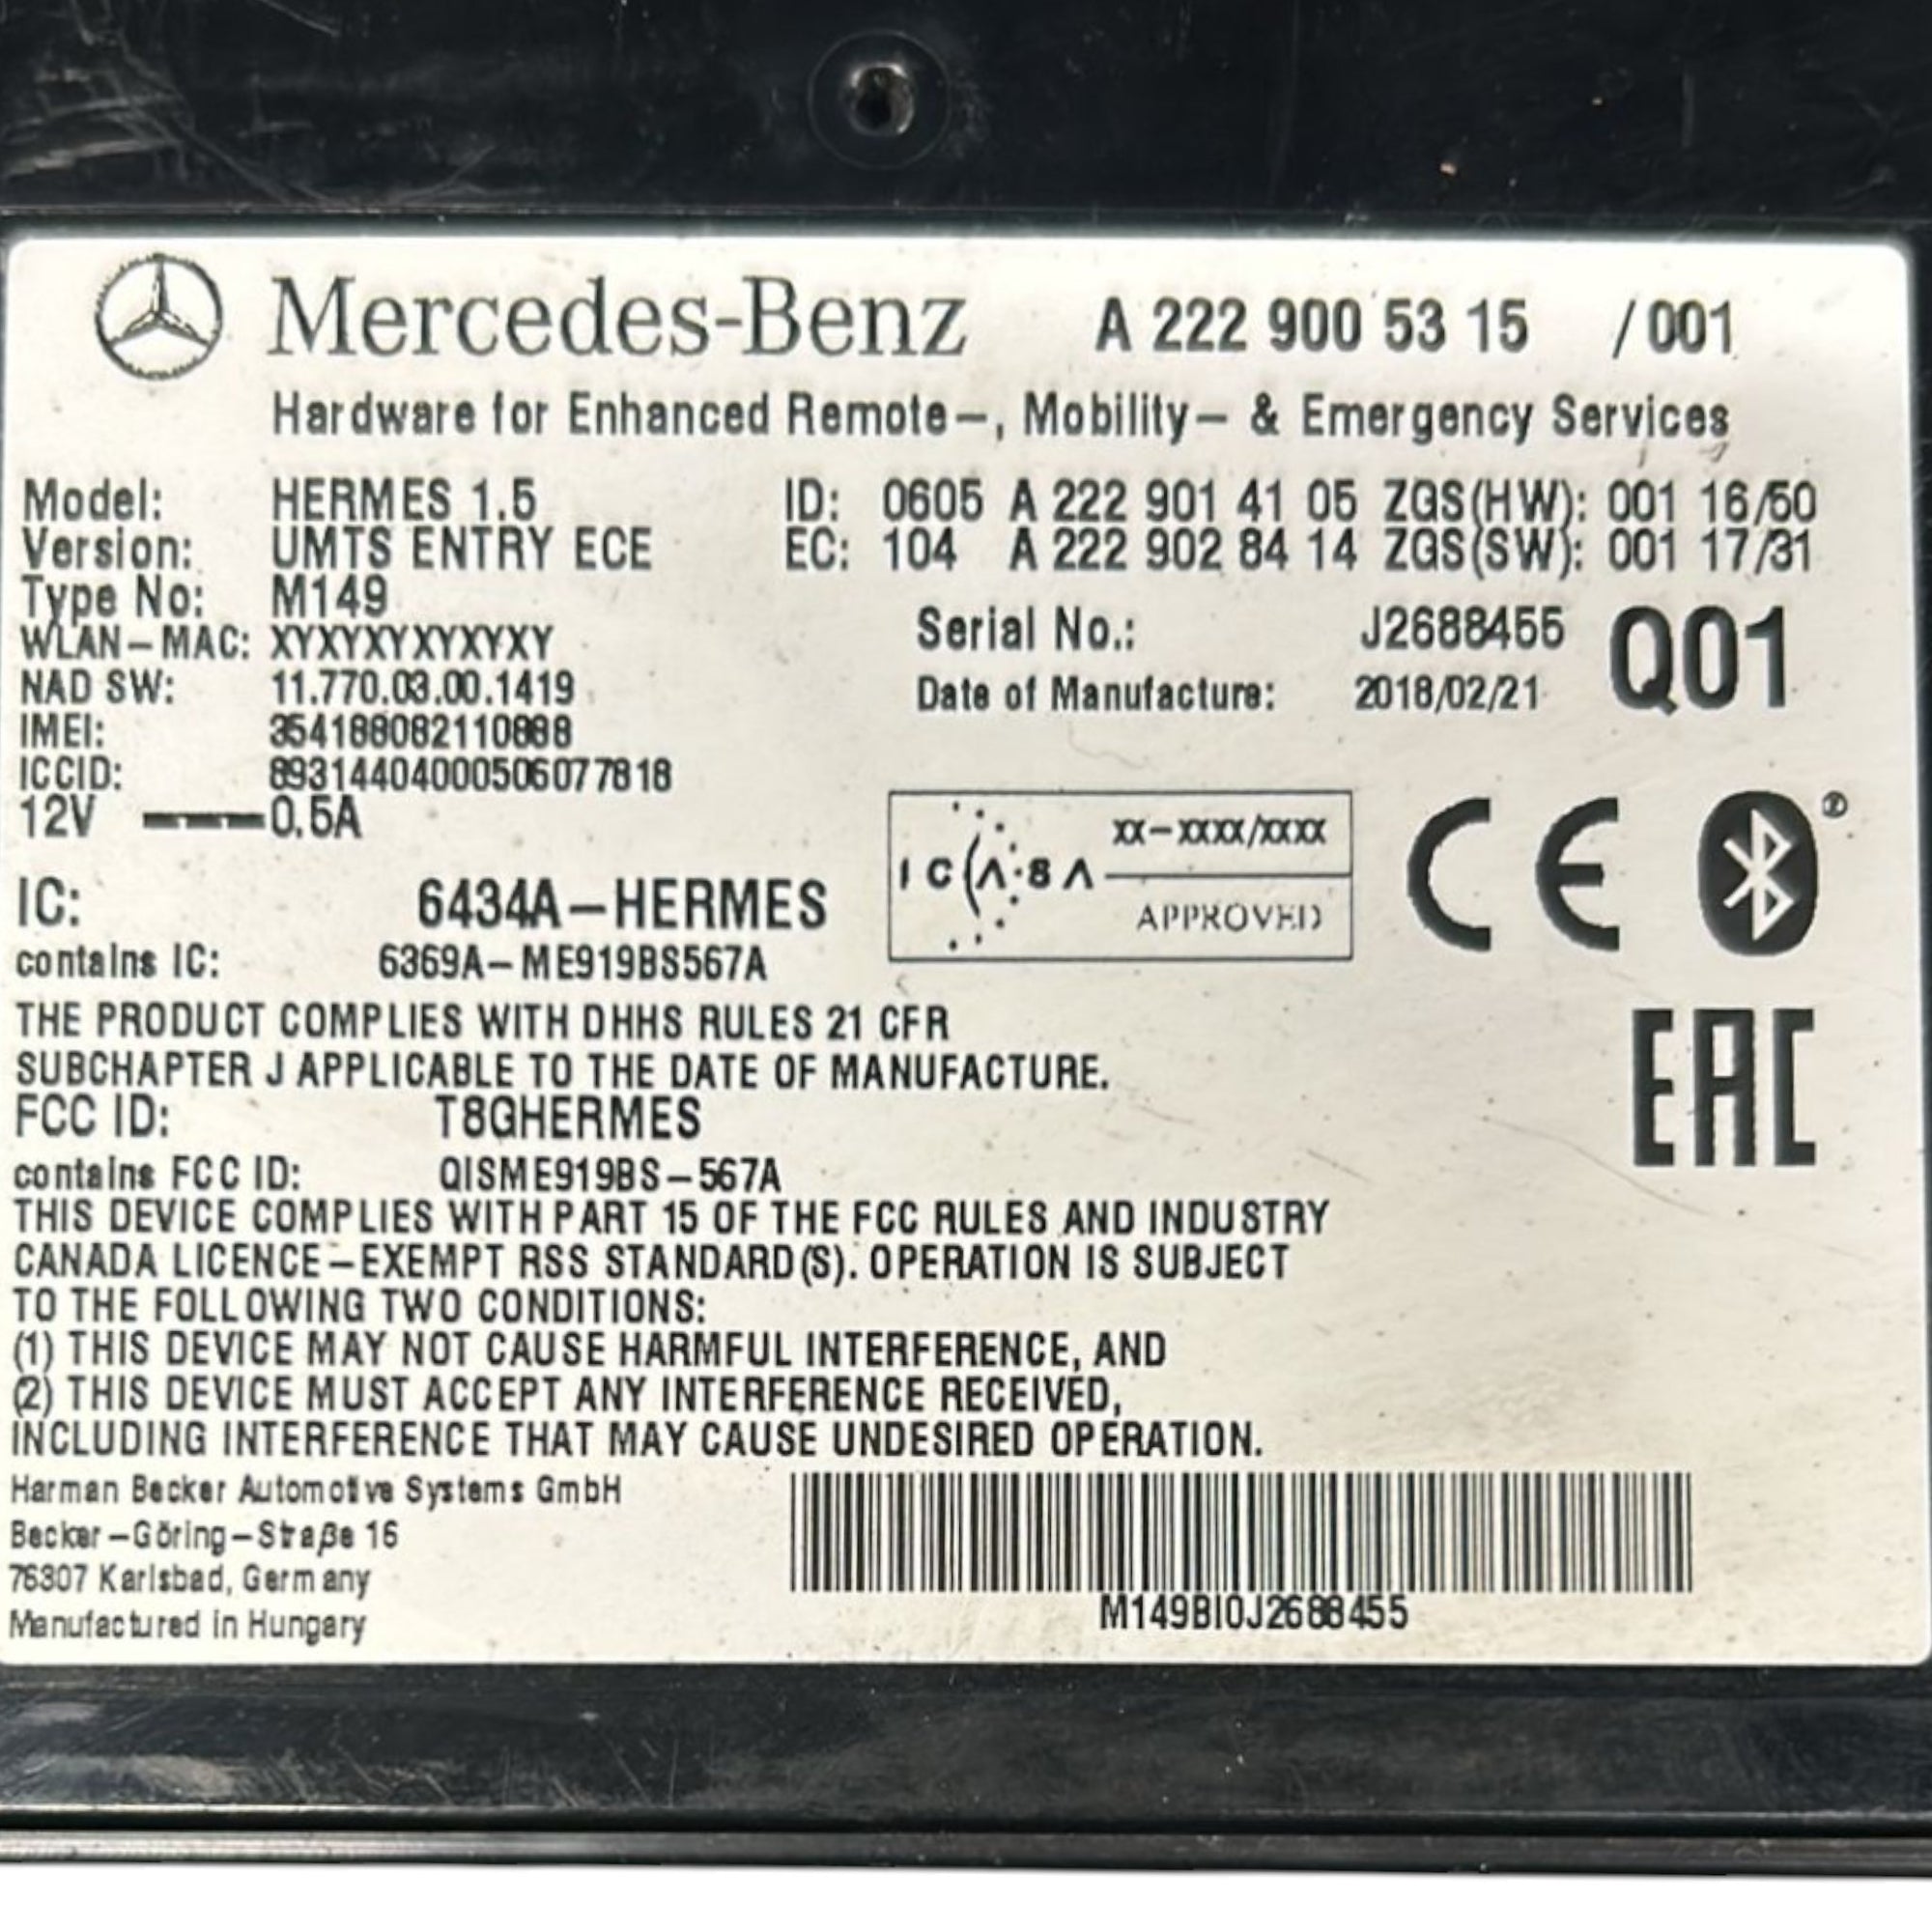 Mercedes-Benz A 222 900 53 15 /001
Hardware for Enhanced Remote-, Mobility- & Emergency Services
Model: HERMES 1.5 ID: 0605 A 222 901 41 05 ZGS(HW): 001 16/50
Version: UMTS ENTRY ECE EC: 104 A 222 902 84 14 ZGS(SW): 001 17/31
Type No: M149
WLAN-MAC: XYXYXYXYXYXY Serial No.: J2688455 Q01
NAD SW: 11.770.03.00.1419 Date of Manufacture: 2018/02/21
IMEI: 354188082110888
ICCID: 89314404000506077818
12V 0.5A
ICASA XX-XXXX/XXXX
APPROVED
CE
IC: 6434A-HERMES
contains IC: 6369A-ME919BS567A
THE PRODUCT COMPLIES WITH DHHS RULES 21 CFR
SUBCHAPTER J APPLICABLE TO THE DATE OF MANUFACTURE.
EAC
FCC ID: T8GHERMES
contains FCC ID: QISME919BS-567A
THIS DEVICE COMPLIES WITH PART 15 OF THE FCC RULES AND INDUSTRY
CANADA LICENCE-EXEMPT RSS STANDARD(S). OPERATION IS SUBJECT
TO THE FOLLOWING TWO CONDITIONS:
(1) THIS DEVICE MAY NOT CAUSE HARMFUL INTERFERENCE, AND
(2) THIS DEVICE MUST ACCEPT ANY INTERFERENCE RECEIVED,
INCLUDING INTERFERENCE THAT MAY CAUSE UNDESIRED OPERATION.
Harman Becker Automotive Systems GmbH
Becker-Göring-Straße 16
76307 Karlsbad, Germany
Manufactured in Hungary
M149BI0J2688455